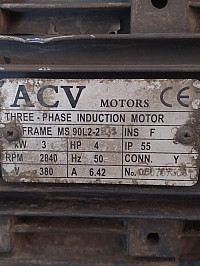 ACV MOTORS CE
THREE - PHASE INDUCTION MOTOR
FRAME MS 90L2-2 INS F
KW 3 HP 4 IP 55
RPM 2840 Hz 50 CONN. Y
V 380 A 6.42 No.